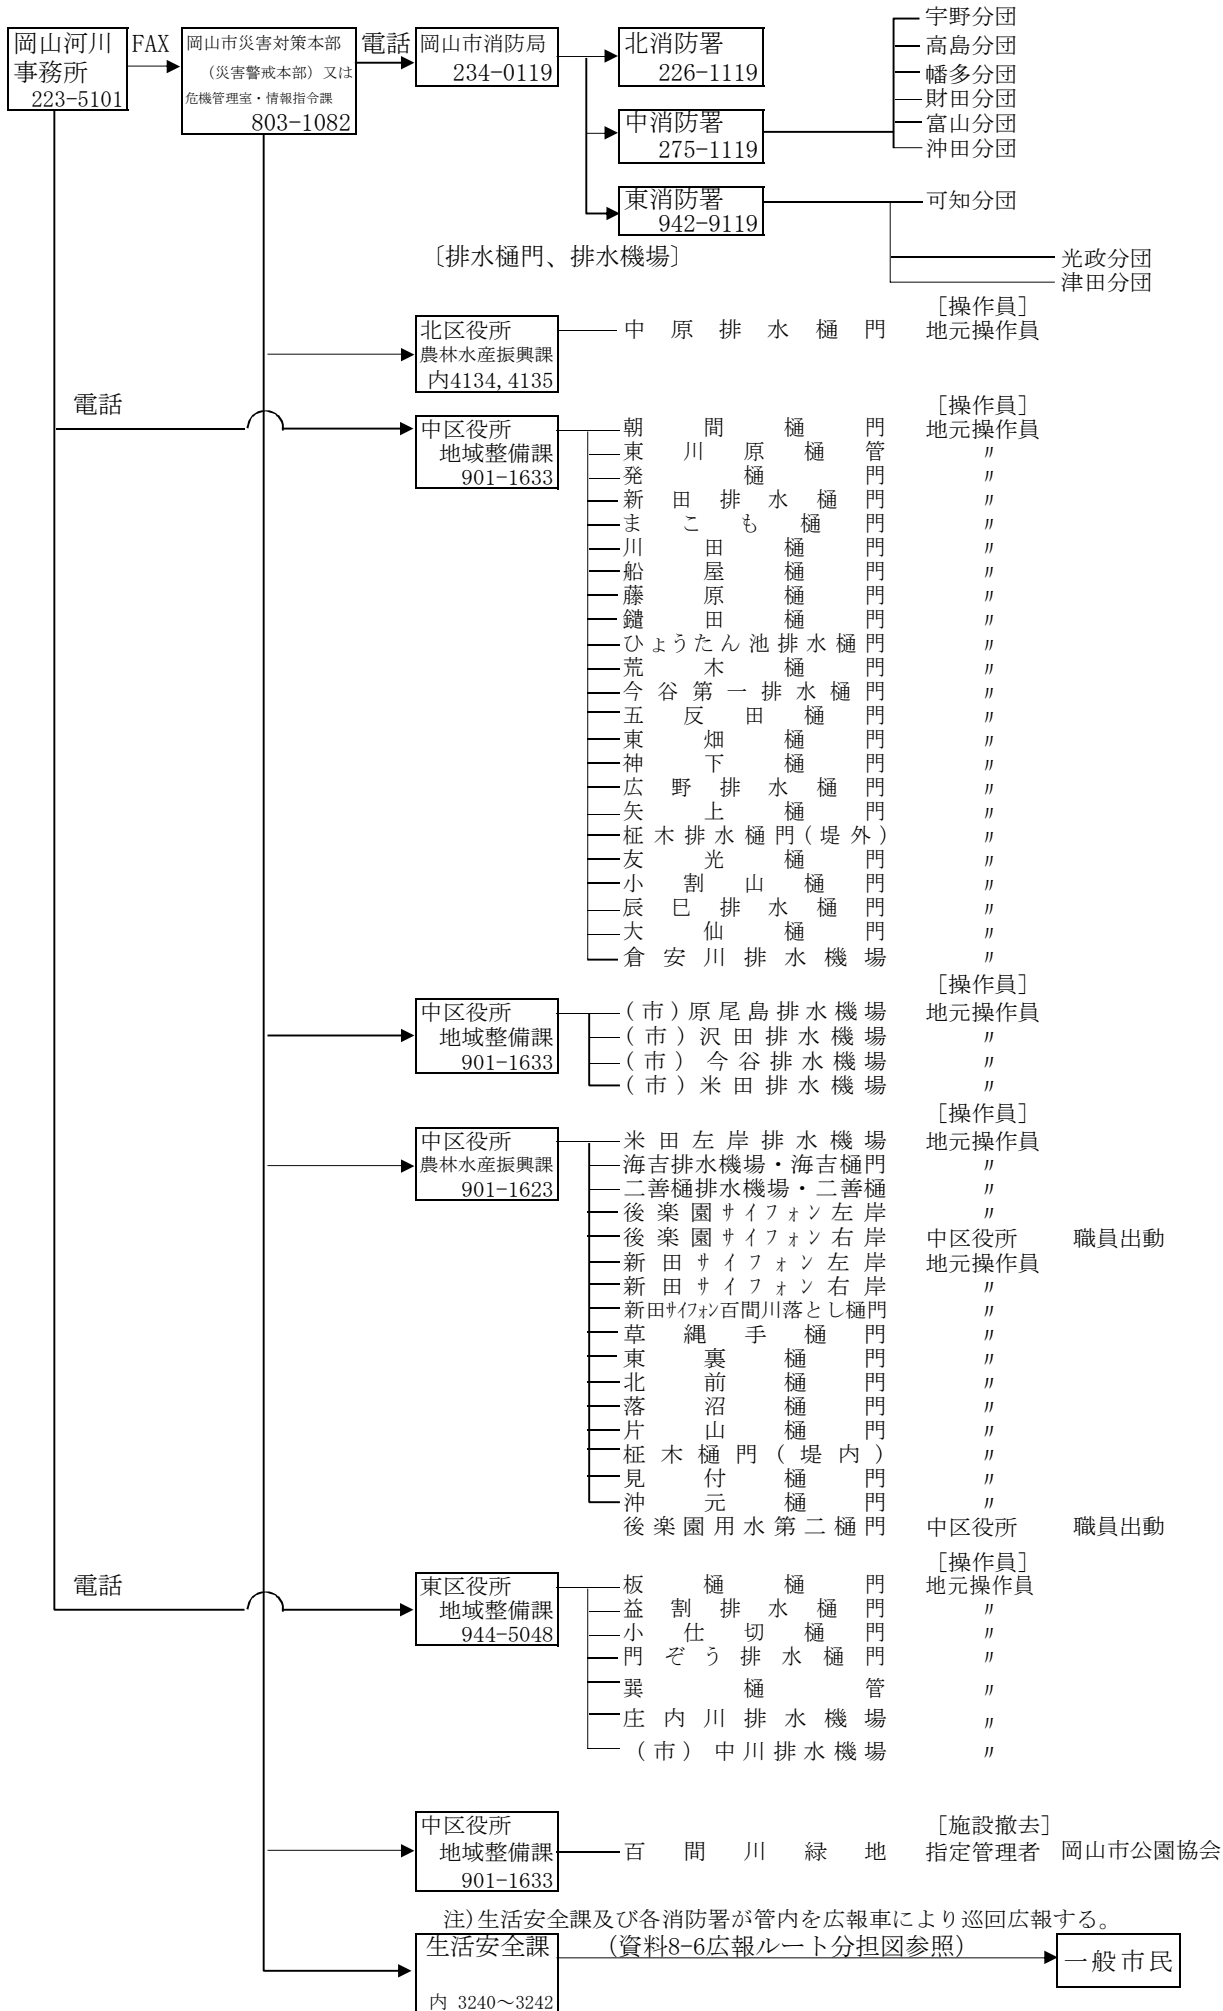 岡山河川
事務所
223-5101
FAX
岡山市災害対策本部
（災害警戒本部）又は
危機管理室・情報指令課
803-1082
電話
岡山市消防局
234-0119
北消防署
226-1119
中消防署
275-1119
東消防署
942-9119
宇野分団
高島分団
幡多分団
財田分団
富山分団
沖田分団
可知分団
光政分団
津田分団
〔排水樋門、排水機場〕
［操作員］
北区役所
農林水産振興課
内4134,4135
中原排水樋門 地元操作員
電話
［操作員］
中区役所
地域整備課
901-1633
朝間樋門 地元操作員
東川原樋管 〃
発樋門 〃
新田排水樋門 〃
まこも樋門 〃
川田樋門 〃
船屋樋門 〃
藤原樋門 〃
鑓田樋門 〃
ひょうたん池排水樋門 〃
荒木樋門 〃
今谷第一排水樋門 〃
五反田樋門 〃
東畑樋門 〃
神下樋門 〃
広野排水樋門 〃
矢上樋門 〃
柾木排水樋門(堤外) 〃
友光樋門 〃
小割山樋門 〃
辰巳排水樋門 〃
大仙樋門 〃
倉安川排水機場 〃
［操作員］
中区役所
地域整備課
901-1633
(市)原尾島排水機場 地元操作員
(市)沢田排水機場 〃
(市)今谷排水機場 〃
(市)米田排水機場 〃
［操作員］
中区役所
農林水産振興課
901-1623
米田左岸排水機場 地元操作員
海吉排水機場・海吉樋門 〃
二善樋排水機場・二善樋 〃
後楽園サイフォン左岸 〃
後楽園サイフォン右岸 中区役所 職員出動
新田サイフォン左岸 地元操作員
新田サイフォン右岸 〃
新田サイフォン百間川落とし樋門 〃
草縄手樋門 〃
東裏樋門 〃
北前樋門 〃
落沼樋門 〃
片山樋門 〃
柾木樋門(堤内) 〃
見付樋門 〃
沖元樋門 〃
後楽園用水第二樋門 中区役所 職員出動
［操作員］
電話
東区役所
地域整備課
944-5048
板樋樋門 地元操作員
益割排水樋門 〃
小仕切樋門 〃
門ぞう排水樋門 〃
巽樋管 〃
庄内川排水機場 〃
(市)中川排水機場 〃
［施設撤去］
中区役所
地域整備課
901-1633
百間川緑地 指定管理者 岡山市公園協会
注)生活安全課及び各消防署が管内を広報車により巡回広報する。
生活安全課
内 3240～3242
(資料8-6広報ルート分担図参照)
一般市民